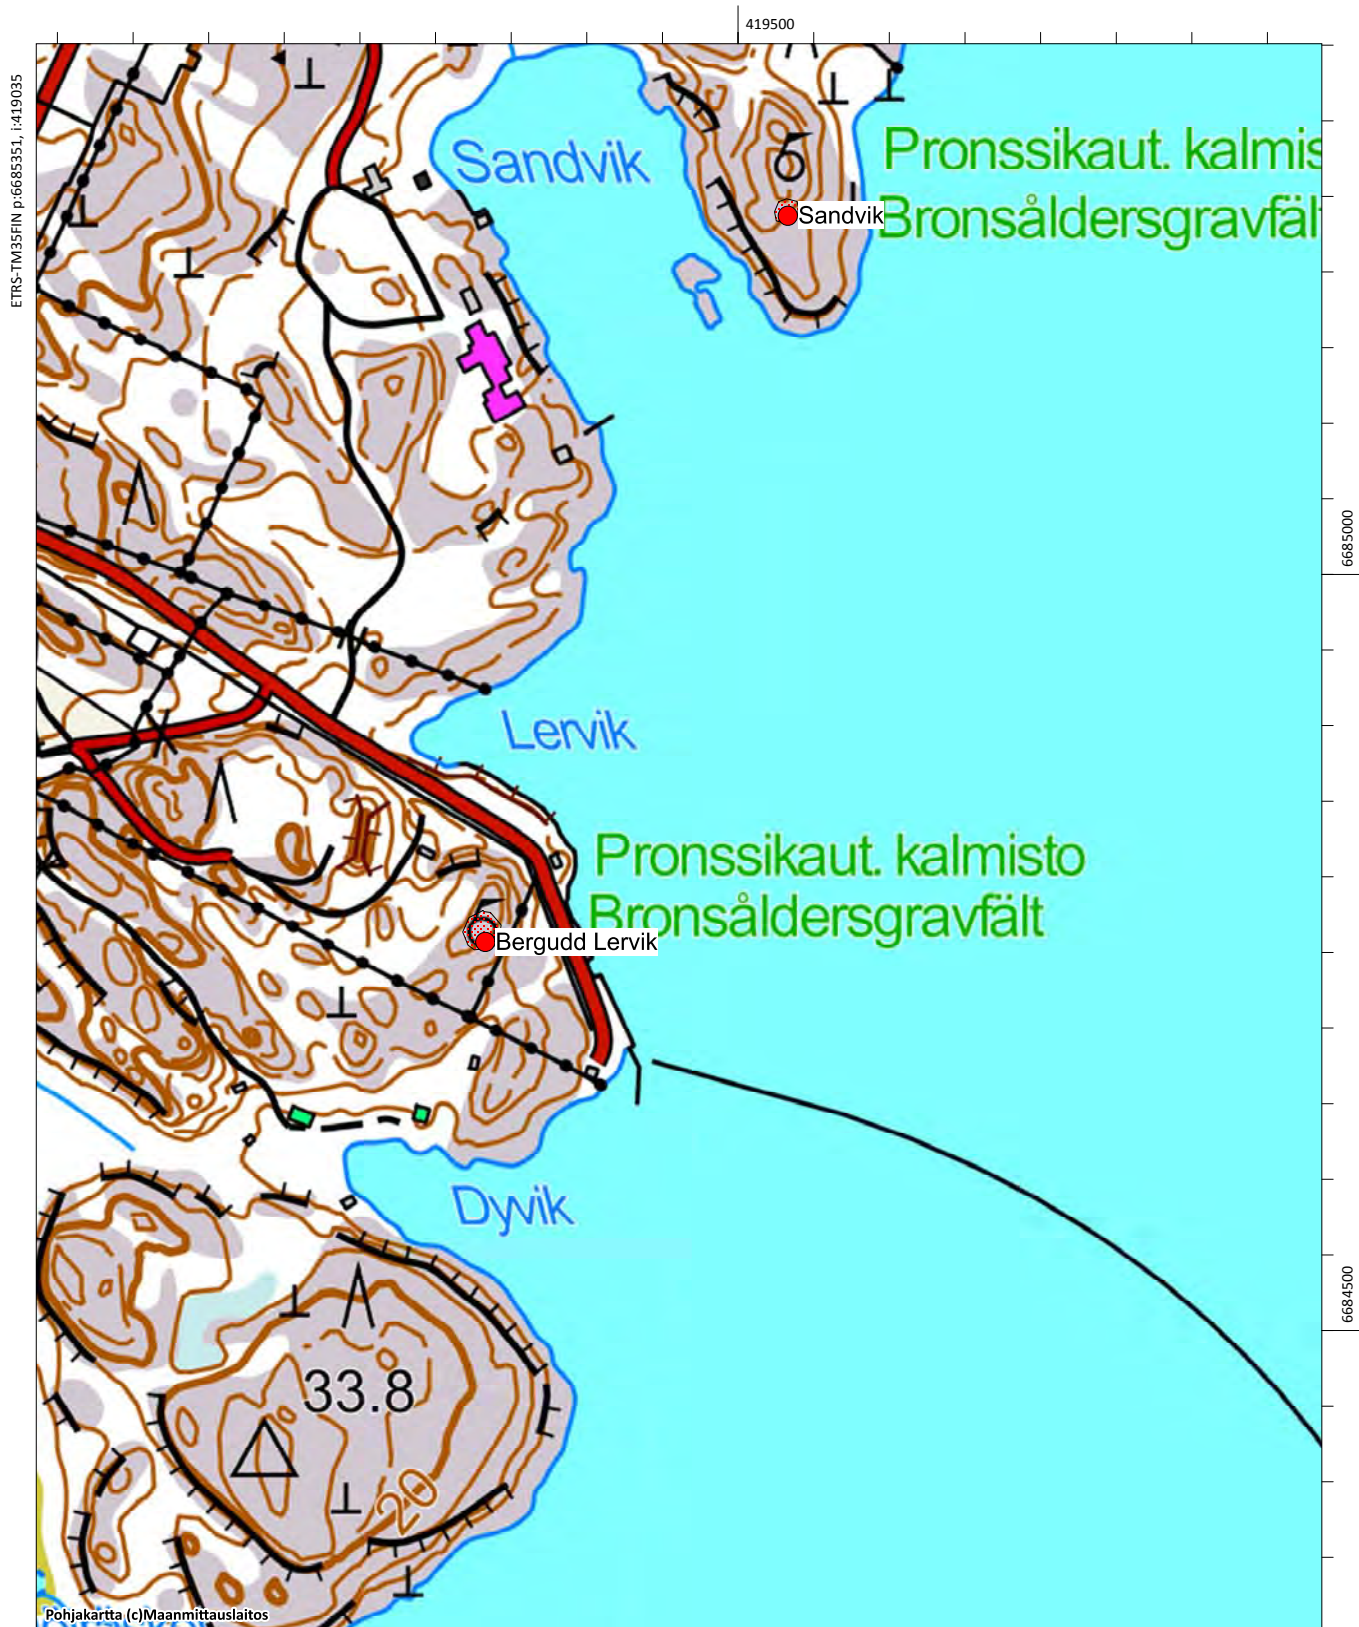 419500
ETRS-TM35FIN p:6685351, i:419035
Sandvik
Pronssikaut. kalmis
Sandvik
Bronsåldersgravfält
6685000
Lervik
Pronssikaut. kalmisto
Bronsåldersgravfält
Bergudd Lervik
Dyvik
6684500
33.8
20
Pohjakartta (c)Maanmittauslaitos